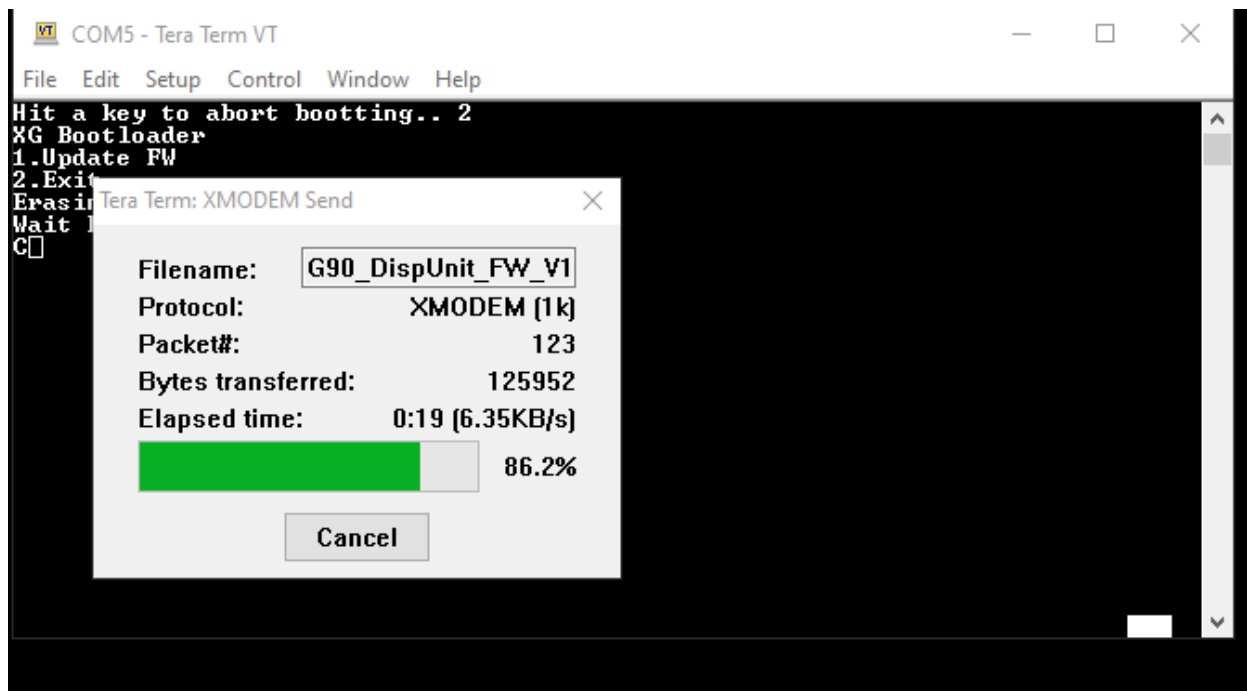 COM5 - Tera Term VT
File Edit Setup Control Window Help
Hit a key to abort bootting.. 2
XG Bootloader
1.Update FW
2.Exit
Tera Term: XMODEM Send
C
Filename: G90_DispUnit_FW_V1
Protocol: XMODEM (1k)
Packet#: 123
Bytes transferred: 125952
Elapsed time: 0:19 (6.35KB/s)
86.2%
Cancel